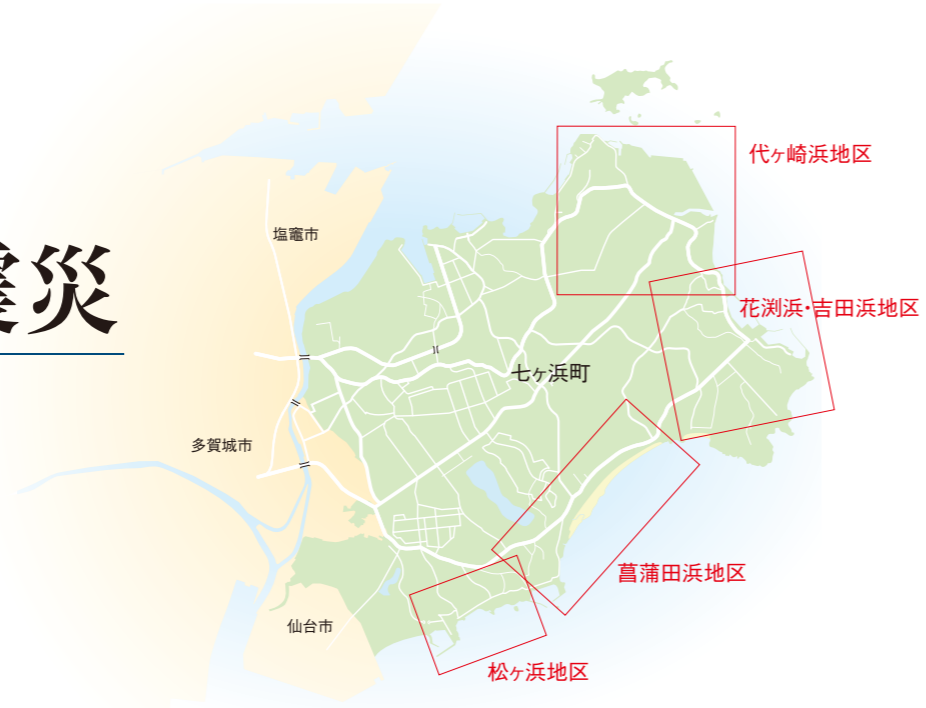 震災
塩竈市
多賀城市
仙台市
七ヶ浜町
代ヶ崎浜地区
花渕浜・吉田浜地区
菖蒲田浜地区
松ヶ浜地区